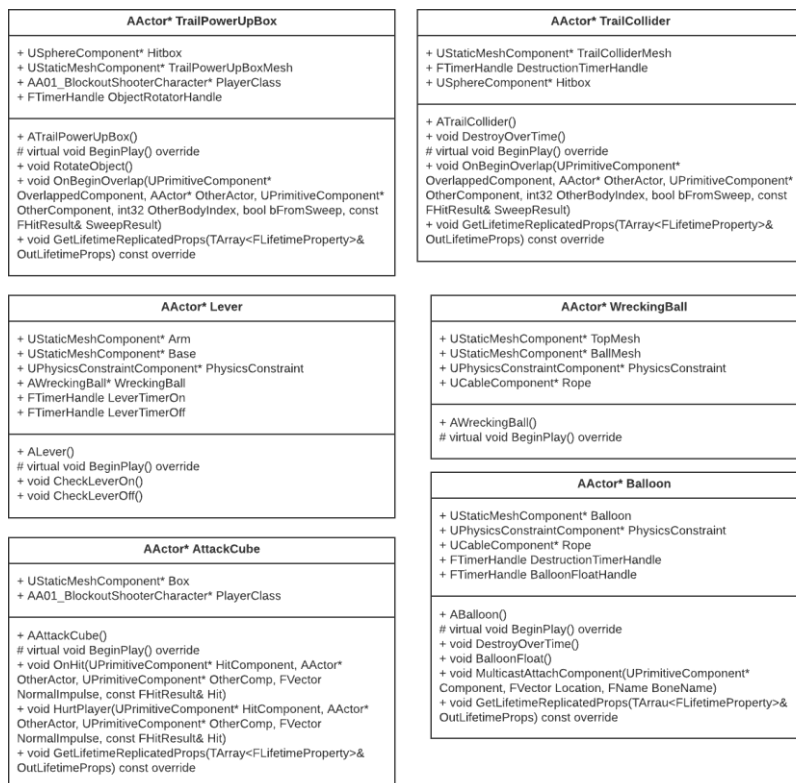 AActor* TrailPowerUpBox
+ USphereComponent* Hitbox
+ UStaticMeshComponent* TrailPowerUpBoxMesh
+ AA01_BlockoutShooterCharacter* PlayerClass
+ FTimerHandle ObjectRotatorHandle
+ ATrailPowerUpBox()
# virtual void BeginPlay() override
+ void RotateObject()
+ void OnBeginOverlap(UPrimitiveComponent*
OverlappedComponent, AActor* OtherActor, UPrimitiveComponent*
OtherComponent, int32 OtherBodyIndex, bool bFromSweep, const
FHitResult& SweepResult)
+ void GetLifetimeReplicatedProps(TArray<FLifetimeProperty>&
OutLifetimeProps) const override
AActor* TrailCollider
+ UStaticMeshComponent* TrailColliderMesh
+ FTimerHandle DestructionTimerHandle
+ USphereComponent* Hitbox
+ ATrailCollider()
+ void DestroyOverTime()
# virtual void BeginPlay() override
+ void OnBeginOverlap(UPrimitiveComponent*
OverlappedComponent, AActor* OtherActor, UPrimitiveComponent*
OtherComponent, int32 OtherBodyIndex, bool bFromSweep, const
FHitResult& SweepResult)
+ void GetLifetimeReplicatedProps(TArray<FLifetimeProperty>&
OutLifetimeProps) const override
AActor* Lever
+ UStaticMeshComponent* Arm
+ UStaticMeshComponent* Base
+ UPhysicsConstraintComponent* PhysicsConstraint
+ AWreckingBall* WreckingBall
+ FTimerHandle LeverTimerOn
+ FTimerHandle LeverTimerOff
+ ALever()
# virtual void BeginPlay() override
+ void CheckLeverOn()
+ void CheckLeverOff()
AActor* WreckingBall
+ UStaticMeshComponent* TopMesh
+ UStaticMeshComponent* BallMesh
+ UPhysicsConstraintComponent* PhysicsConstraint
+ UCableComponent* Rope
+ AWreckingBall()
# virtual void BeginPlay() override
AActor* Balloon
+ UStaticMeshComponent* Balloon
+ UPhysicsConstraintComponent* PhysicsConstraint
+ UCableComponent* Rope
+ FTimerHandle DestructionTimerHandle
+ FTimerHandle BalloonFloatHandle
+ ABalloon()
# virtual void BeginPlay() override
+ void DestroyOverTime()
+ void BalloonFloat()
+ void MulticastAttachComponent(UPrimitiveComponent*
Component, FVector Location, FName BoneName)
+ void GetLifetimeReplicatedProps(TArrau<FLifetimeProperty>&
OutLifetimeProps) const override
AActor* AttackCube
+ UStaticMeshComponent* Box
+ AA01_BlockoutShooterCharacter* PlayerClass
+ AAttackCube()
# virtual void BeginPlay() override
+ void OnHit(UPrimitiveComponent* HitComponent, AActor*
OtherActor, UPrimitiveComponent* OtherComp, FVector
NormalImpulse, const FHitResult& Hit)
+ void HurtPlayer(UPrimitiveComponent* HitComponent, AActor*
OtherActor, UPrimitiveComponent* OtherComp, FVector
NormalImpulse, const FHitResult& Hit)
+ void GetLifetimeReplicatedProps(TArray<FLifetimeProperty>&
OutLifetimeProps) const override